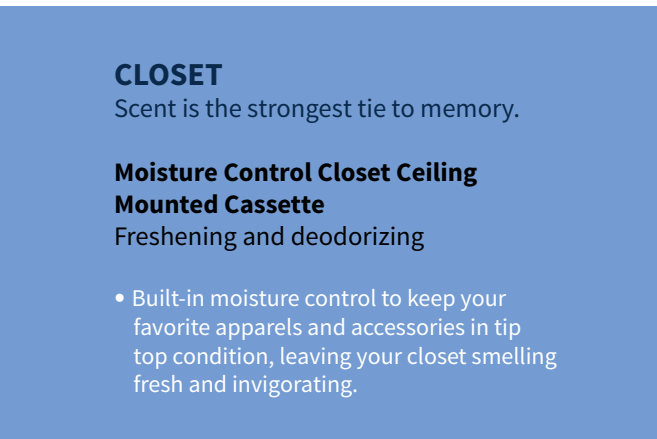 CLOSET
Scent is the strongest tie to memory.
Moisture Control Closet Ceiling
Mounted Cassette
Freshening and deodorizing
• Built-in moisture control to keep your
favorite apparels and accessories in tip
top condition, leaving your closet smelling
fresh and invigorating.